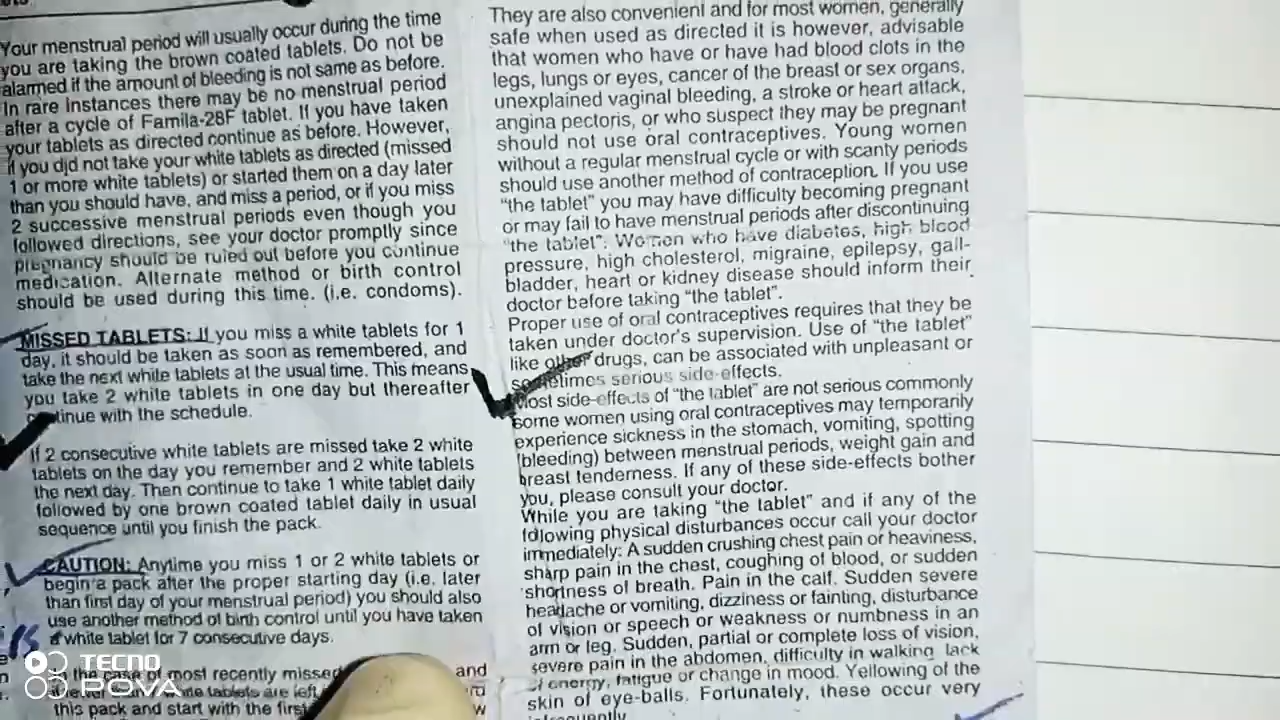 Your menstrual period will usually occur during the time
you are taking the brown coated tablets. Do not be
alarmed if the amount of bleeding is not same as before.
In rare instances there may be no menstrual period
after a cycle of Famila-28F tablet. If you have taken
your tablets as directed continue as before. However,
if you did not take your white tablets as directed (missed
1 or more white tablets) or started them on a day later
than you should have, and miss a period, or if you miss
2 successive menstrual periods even though you
followed directions, see your doctor promptly since
pregnancy should be ruled out before you continue
medication. Alternate method or birth control
should be used during this time. (i.e. condoms).
MISSED TABLETS: If you miss a white tablets for 1
day, it should be taken as soon as remembered, and
take the next white tablets at the usual time. This means
you take 2 white tablets in one day but thereafter
continue with the schedule.
If 2 consecutive white tablets are missed take 2 white
tablets on the day you remember and 2 white tablets
the next day. Then continue to take 1 white tablet daily
followed by one brown coated tablet daily in usual
sequence until you finish the pack.
CAUTION: Anytime you miss 1 or 2 white tablets or
begin a pack after the proper starting day (i.e. later
than first day of your menstrual period) you should also
use another method of birth control until you have taken
a white tablet for 7 consecutive days.
In the case of most recently missed and
tablets are left
this pack and start with the first
They are also convenient and for most women, generally
safe when used as directed it is however, advisable
that women who have or have had blood clots in the
legs, lungs or eyes, cancer of the breast or sex organs,
unexplained vaginal bleeding, a stroke or heart attack,
angina pectoris, or who suspect they may be pregnant
should not use oral contraceptives. Young women
without a regular menstrual cycle or with scanty periods
should use another method of contraception. If you use
"the tablet" you may have difficulty becoming pregnant
or may fail to have menstrual periods after discontinuing
"the tablet". Women who have diabetes, high blood
pressure, high cholesterol, migraine, epilepsy, gall-
bladder, heart or kidney disease should inform their
doctor before taking "the tablet".
Proper use of oral contraceptives requires that they be
taken under doctor's supervision. Use of "the tablet"
like other drugs, can be associated with unpleasant or
sometimes serious side-effects.
Most side-effects of "the tablet" are not serious commonly
some women using oral contraceptives may temporarily
experience sickness in the stomach, vomiting, spotting
(bleeding) between menstrual periods, weight gain and
breast tenderness. If any of these side-effects bother
you, please consult your doctor.
While you are taking "the tablet" and if any of the
following physical disturbances occur call your doctor
immediately: A sudden crushing chest pain or heaviness,
sharp pain in the chest, coughing of blood, or sudden
shortness of breath. Pain in the calf. Sudden severe
headache or vomiting, dizziness or fainting, disturbance
of vision or speech or weakness or numbness in an
arm or leg. Sudden, partial or complete loss of vision,
severe pain in the abdomen, difficulty in walking lack
of energy, fatigue or change in mood. Yellowing of the
skin of eye-balls. Fortunately, these occur very
infrequently
TECNO
POVA